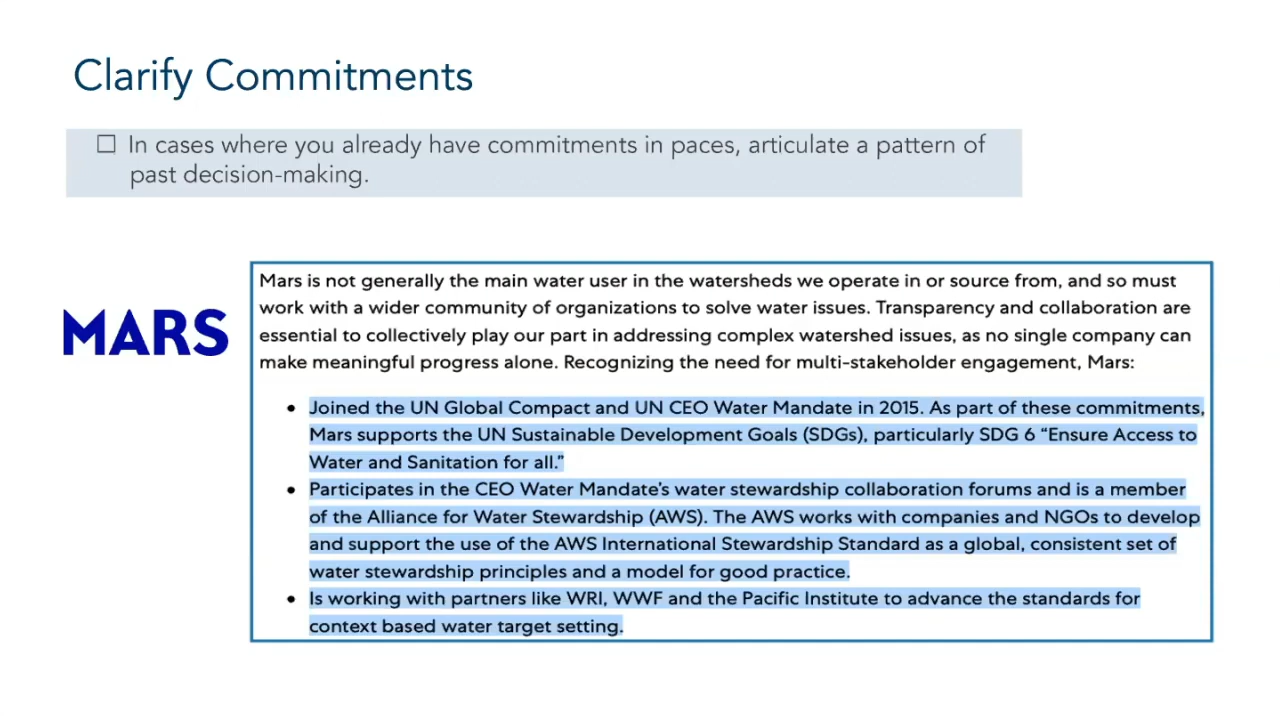 Clarify Commitments
☐ In cases where you already have commitments in paces, articulate a pattern of
past decision-making.
MARS
Mars is not generally the main water user in the watersheds we operate in or source from, and so must
work with a wider community of organizations to solve water issues. Transparency and collaboration are
essential to collectively play our part in addressing complex watershed issues, as no single company can
make meaningful progress alone. Recognizing the need for multi-stakeholder engagement, Mars:
• Joined the UN Global Compact and UN CEO Water Mandate in 2015. As part of these commitments,
Mars supports the UN Sustainable Development Goals (SDGs), particularly SDG 6 “Ensure Access to
Water and Sanitation for all.”
• Participates in the CEO Water Mandate’s water stewardship collaboration forums and is a member
of the Alliance for Water Stewardship (AWS). The AWS works with companies and NGOs to develop
and support the use of the AWS International Stewardship Standard as a global, consistent set of
water stewardship principles and a model for good practice.
• Is working with partners like WRI, WWF and the Pacific Institute to advance the standards for
context based water target setting.